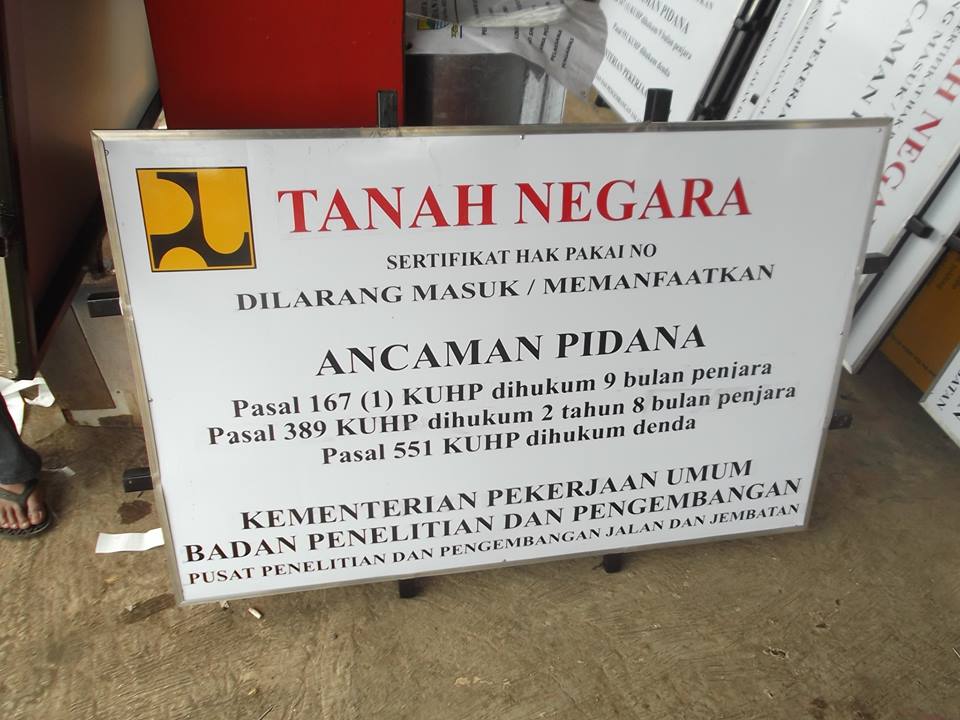 TANAH NEGARA
SERTIFIKAT HAK PAKAI NO
DILARANG MASUK / MEMANFAATKAN
ANCAMAN PIDANA
Pasal 167 (1) KUHP dihukum 9 bulan penjara
Pasal 389 KUHP dihukum 2 tahun 8 bulan penjara
Pasal 551 KUHP dihukum denda
KEMENTERIAN PEKERJAAN UMUM
BADAN PENELITIAN DAN PENGEMBANGAN
PUSAT PENELITIAN DAN PENGEMBANGAN JALAN DAN JEMBATAN